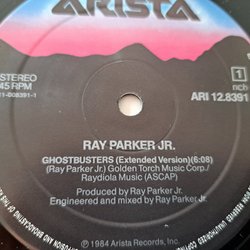 ARISTA
STEREO
45 RPM
1
nch
ARI 12.8391
RAY PARKER JR.
GHOSTBUSTERS (Extended Version)(6:08)
(Ray Parker Jr.) Golden Torch Music Corp./
Raydiola Music (ASCAP)
Produced by Ray Parker Jr.
Engineered and mixed by Ray Parker Jr.
℗ 1984 Arista Records, Inc.